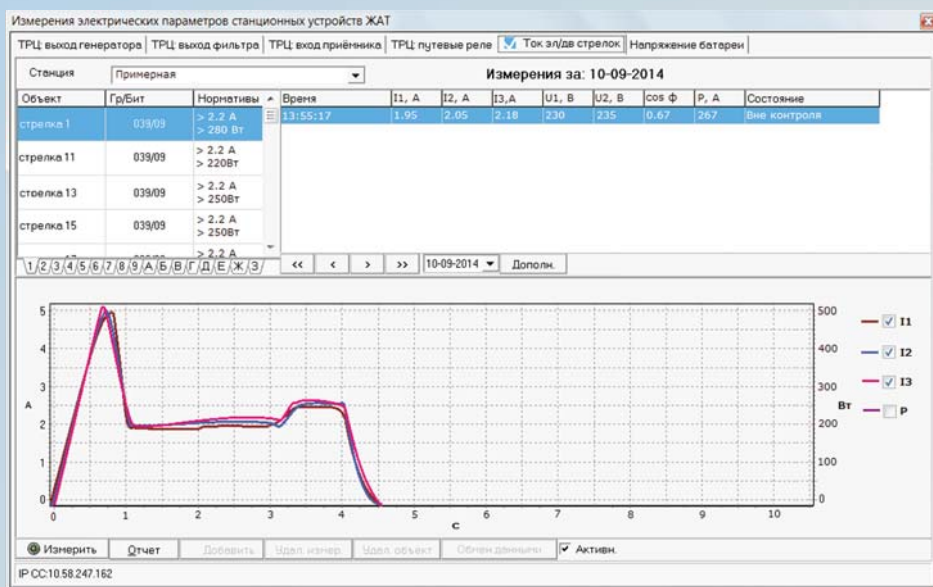 Измерения электрических параметров станционных устройств ЖАТ
ТРЦ: выход генератора ТРЦ: выход фильтра ТРЦ: вход приёмника ТРЦ: путевые реле Ток эл/дв стрелок Напряжение батареи
Станция Примерная Измерения за: 10-09-2014
Объект Гр/Бит Нормативы Время I1, А I2, А I3,А U1, В U2, В cos ф Р, А Состояние
стрелка 1 039/09 > 2.2 А > 280 Вт 13:55:17 1.95 2.05 2.18 230 235 0.67 267 Вне контроля
стрелка 11 039/09 > 2.2 А > 220Вт
стрелка 13 039/09 > 2.2 А > 250Вт
стрелка 15 039/09 > 2.2 А > 250Вт
> 2.2 А
1 2 3 4 5 6 7 8 9 А Б В Г Д Е Ж З << < > >> 10-09-2014 Дополн.
5 500
I1
4 400
I2
3 300
I3
А Вт
P
2 200
1 100
0 0
0 1 2 3 4 5 6 7 8 9 10
С
Измерить Отчет Добавить Удал. измер. Удал. объект Обмен данными Активн.
IP СС:10.58.247.162